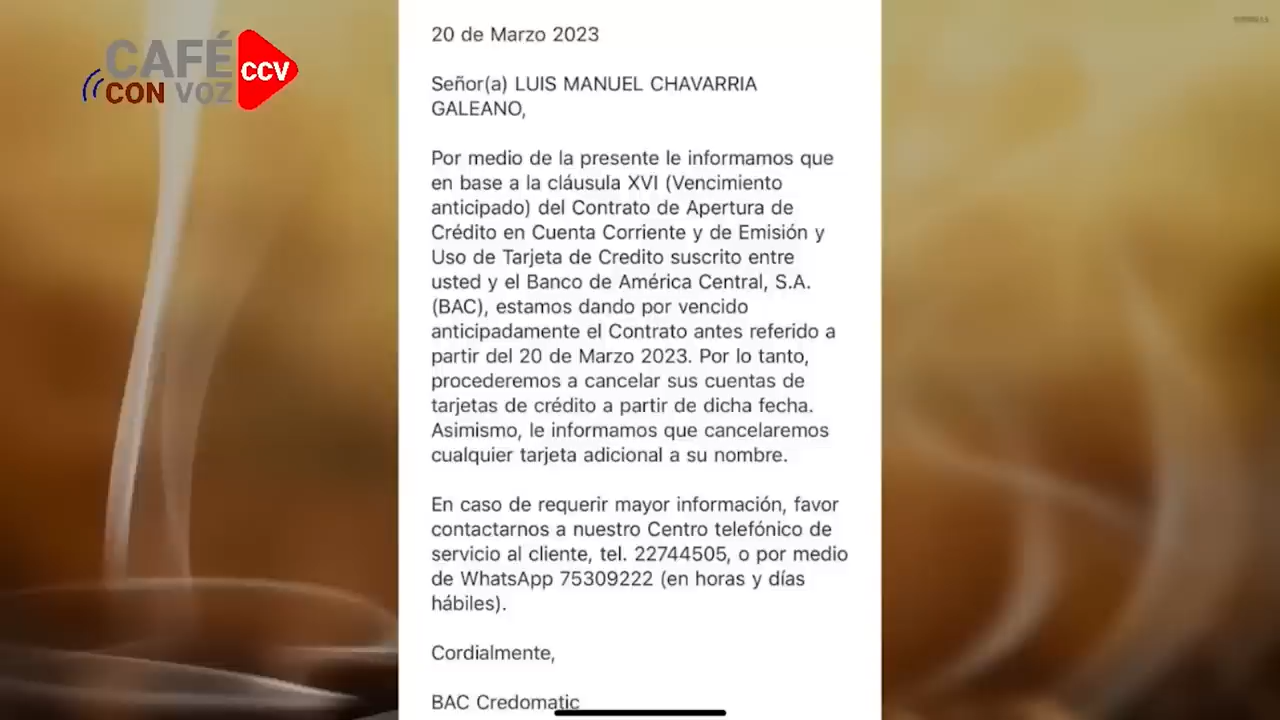 CAFÉ
CON VOZ
CCV
20 de Marzo 2023
Señor(a) LUIS MANUEL CHAVARRIA
GALEANO,
Por medio de la presente le informamos que
en base a la cláusula XVI (Vencimiento
anticipado) del Contrato de Apertura de
Crédito en Cuenta Corriente y de Emisión y
Uso de Tarjeta de Credito suscrito entre
usted y el Banco de América Central, S.A.
(BAC), estamos dando por vencido
anticipadamente el Contrato antes referido a
partir del 20 de Marzo 2023. Por lo tanto,
procederemos a cancelar sus cuentas de
tarjetas de crédito a partir de dicha fecha.
Asimismo, le informamos que cancelaremos
cualquier tarjeta adicional a su nombre.
En caso de requerir mayor información, favor
contactarnos a nuestro Centro telefónico de
servicio al cliente, tel. 22744505, o por medio
de WhatsApp 75309222 (en horas y días
hábiles).
Cordialmente,
BAC Credomatic